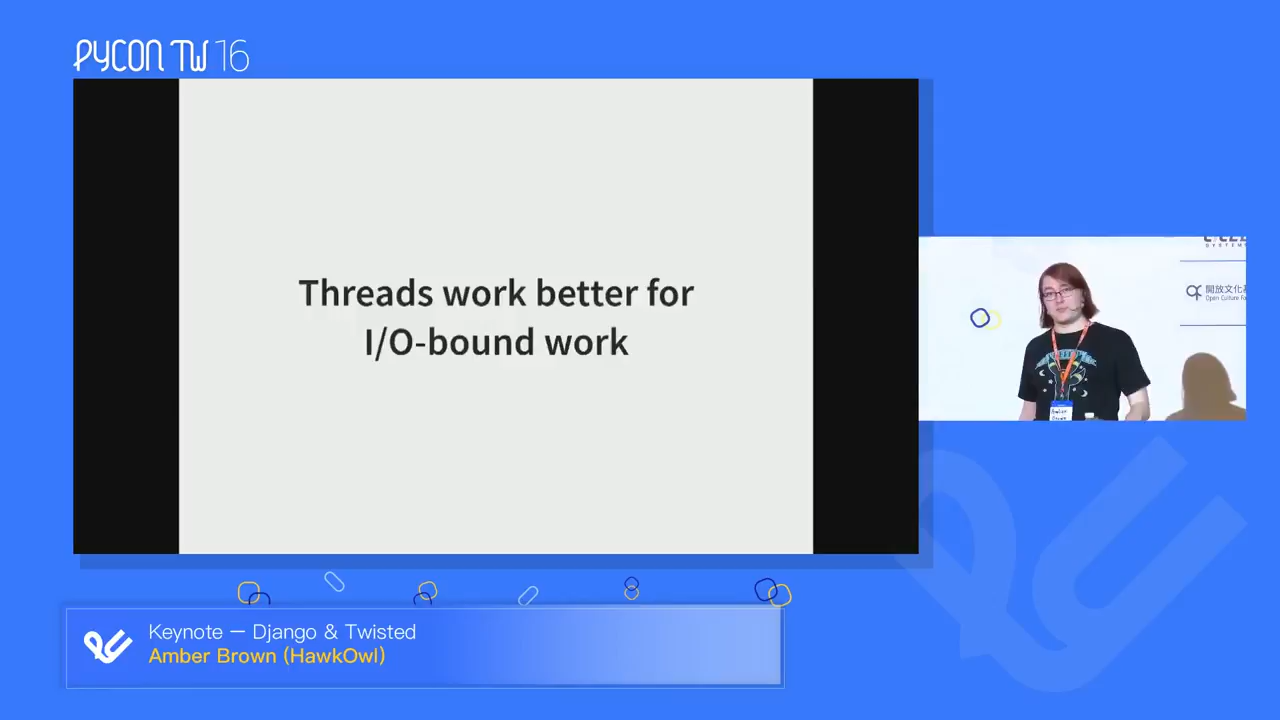 PYCON TW 16
Threads work better for
I/O-bound work
SYSTEMS
開放文化
Open Culture
Keynote — Django & Twisted
Amber Brown (HawkOwl)